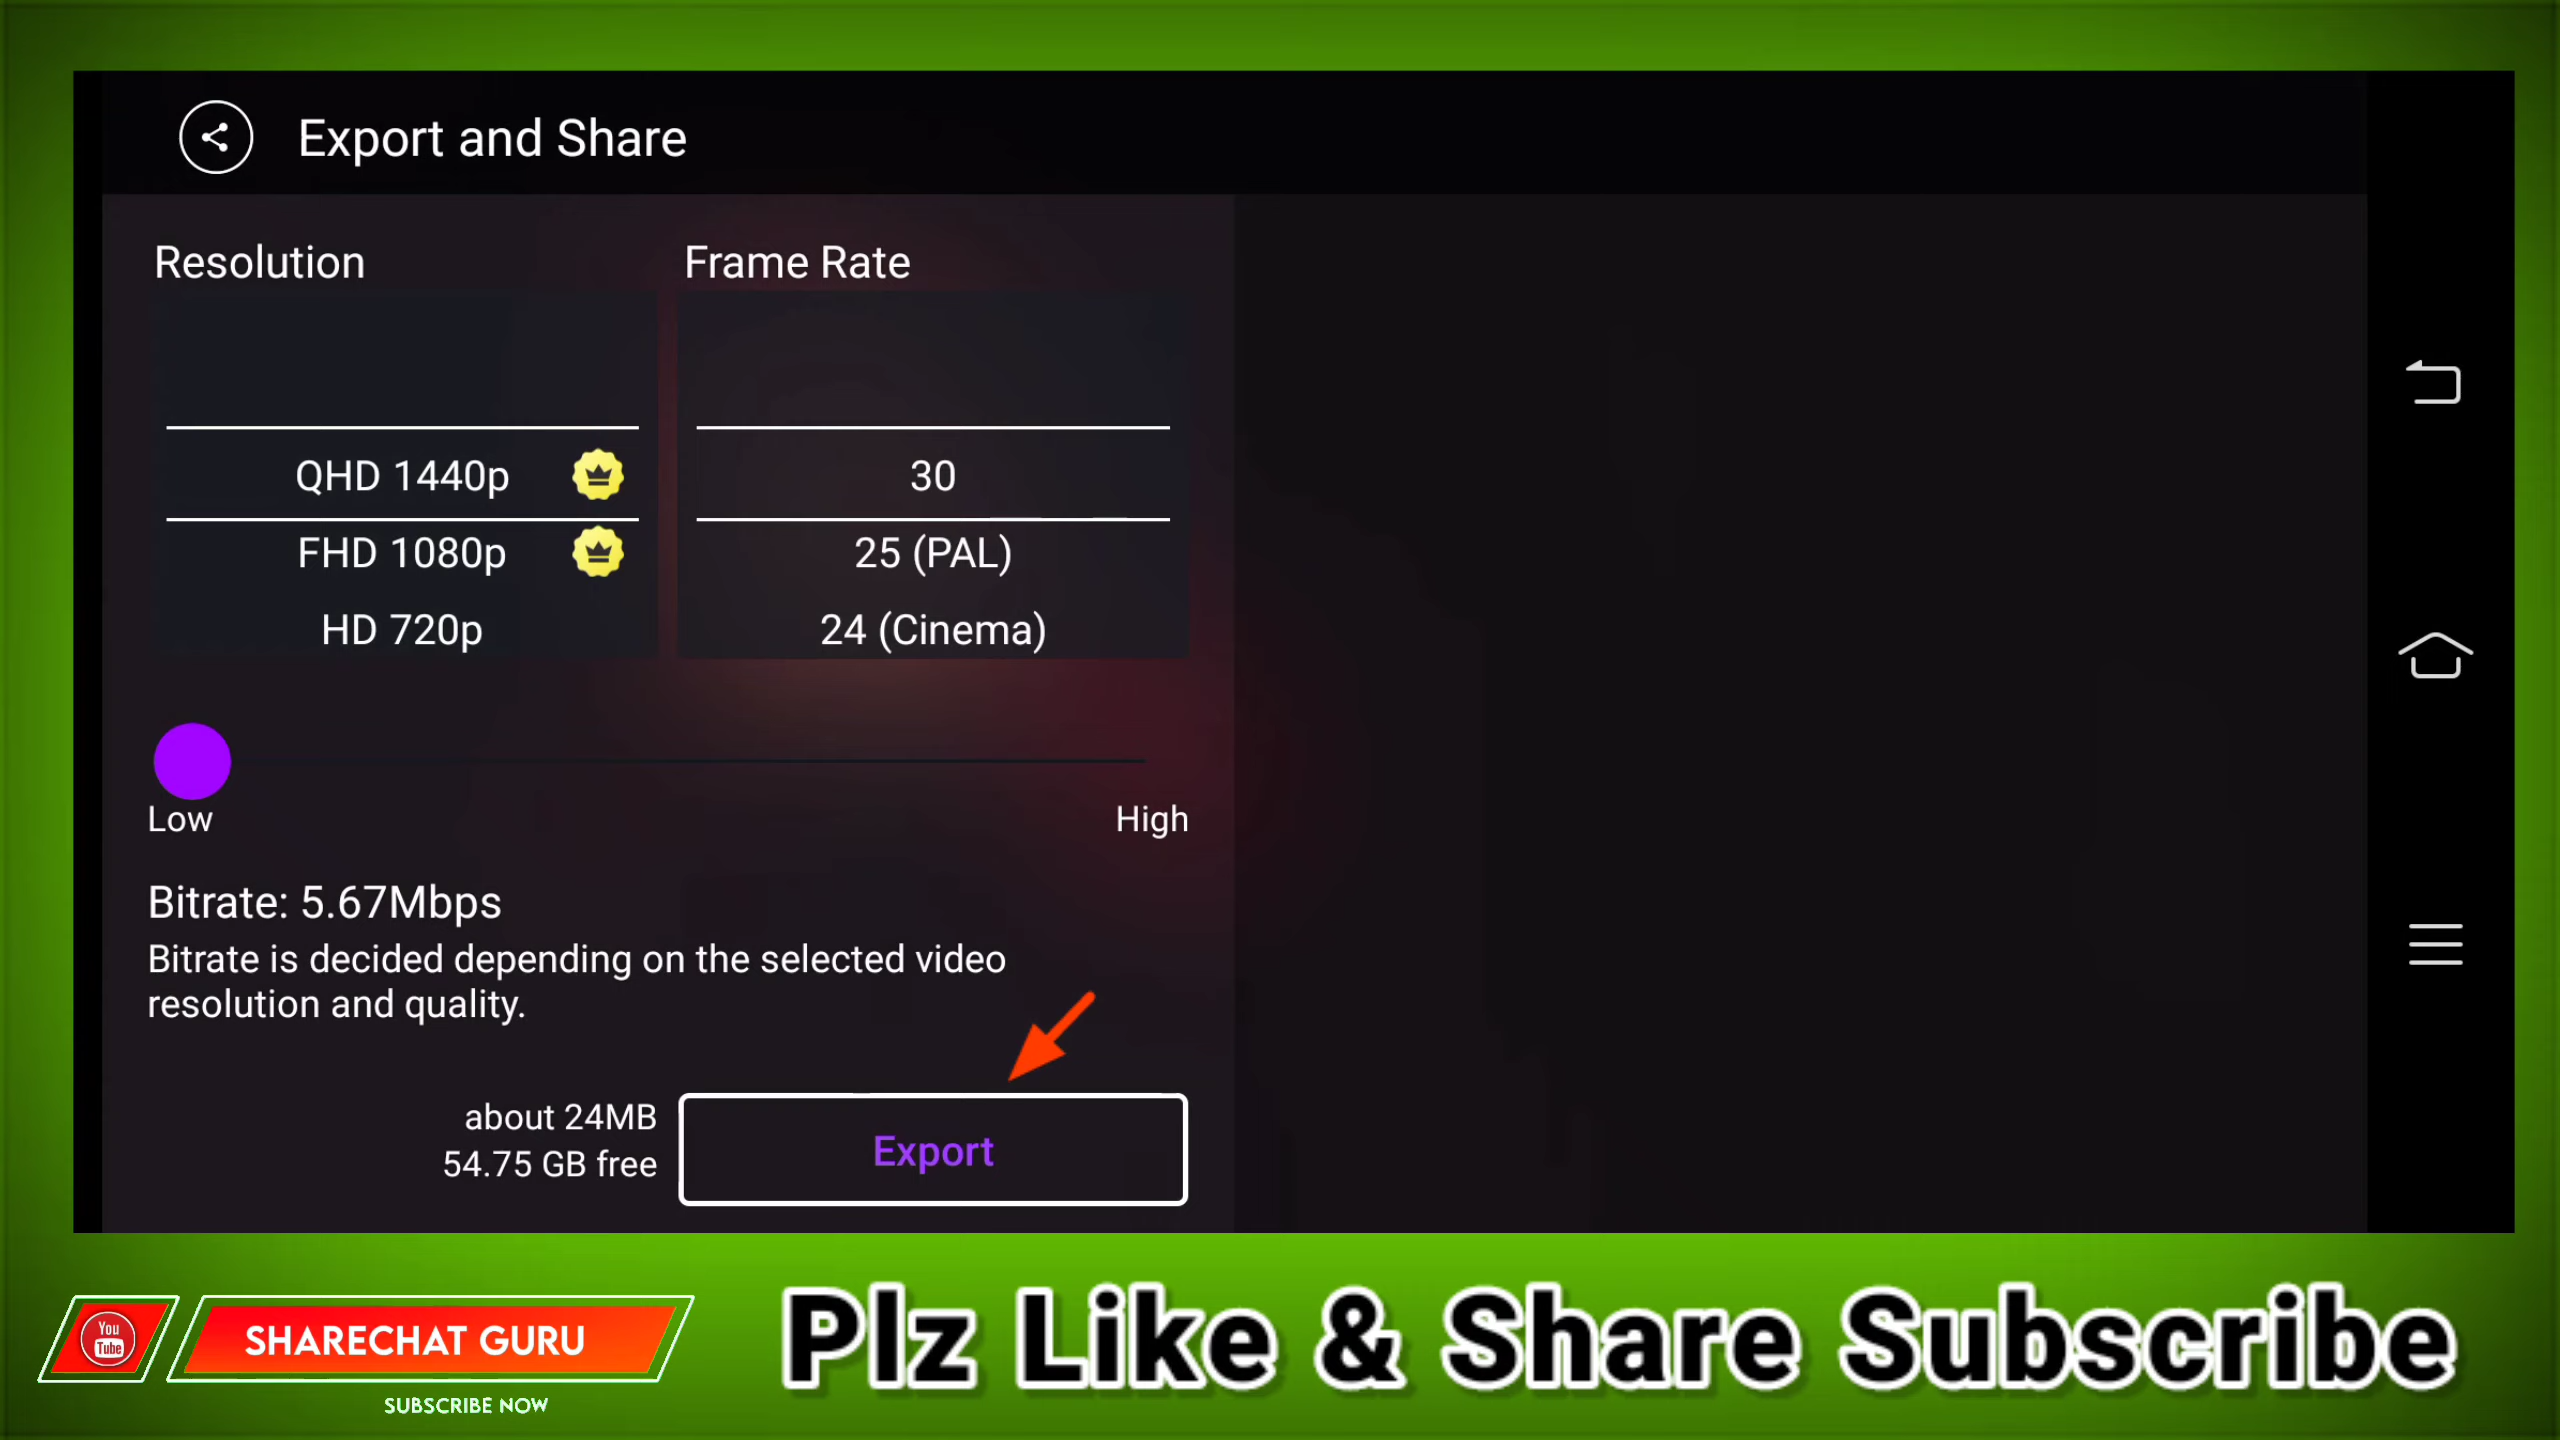 Export and Share
Resolution
Frame Rate
QHD 1440p
30
FHD 1080p
25 (PAL)
HD 720p
24 (Cinema)
Low
High
Bitrate: 5.67Mbps
Bitrate is decided depending on the selected video
resolution and quality.
about 24MB
54.75 GB free
Export
You
Tube
SHARECHAT GURU
SUBSCRIBE NOW
Plz Like & Share Subscribe